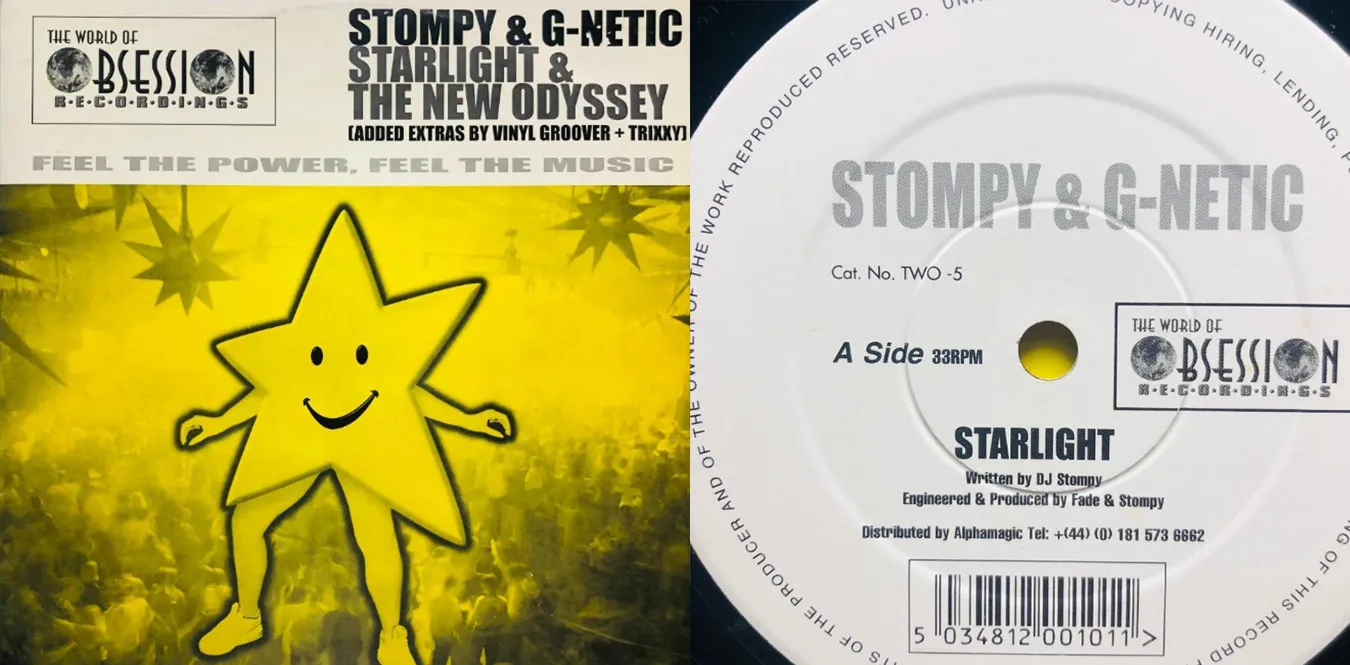 THE WORLD OF
OBSESSION
R·E·C·O·R·D·I·N·G·S
STOMPY & G-NETIC
STARLIGHT &
THE NEW ODYSSEY
(ADDED EXTRAS BY VINYL GROOVER + TRIXXY)
FEEL THE POWER, FEEL THE MUSIC
OF THE PRODUCER AND OF THE OWNER OF THE WORK REPRODUCED RESERVED.
COPYING HIRING, LENDING,
OF THIS RECORD
STOMPY & G-NETIC
Cat. No. TWO -5
A Side 33RPM
THE WORLD OF
OBSESSION
R·E·C·O·R·D·I·N·G·S
STARLIGHT
Written by DJ Stompy
Engineered & Produced by Fade & Stompy
Distributed by Alphamagic Tel: +(44) (0) 181 573 6662
5 034812 001011 >